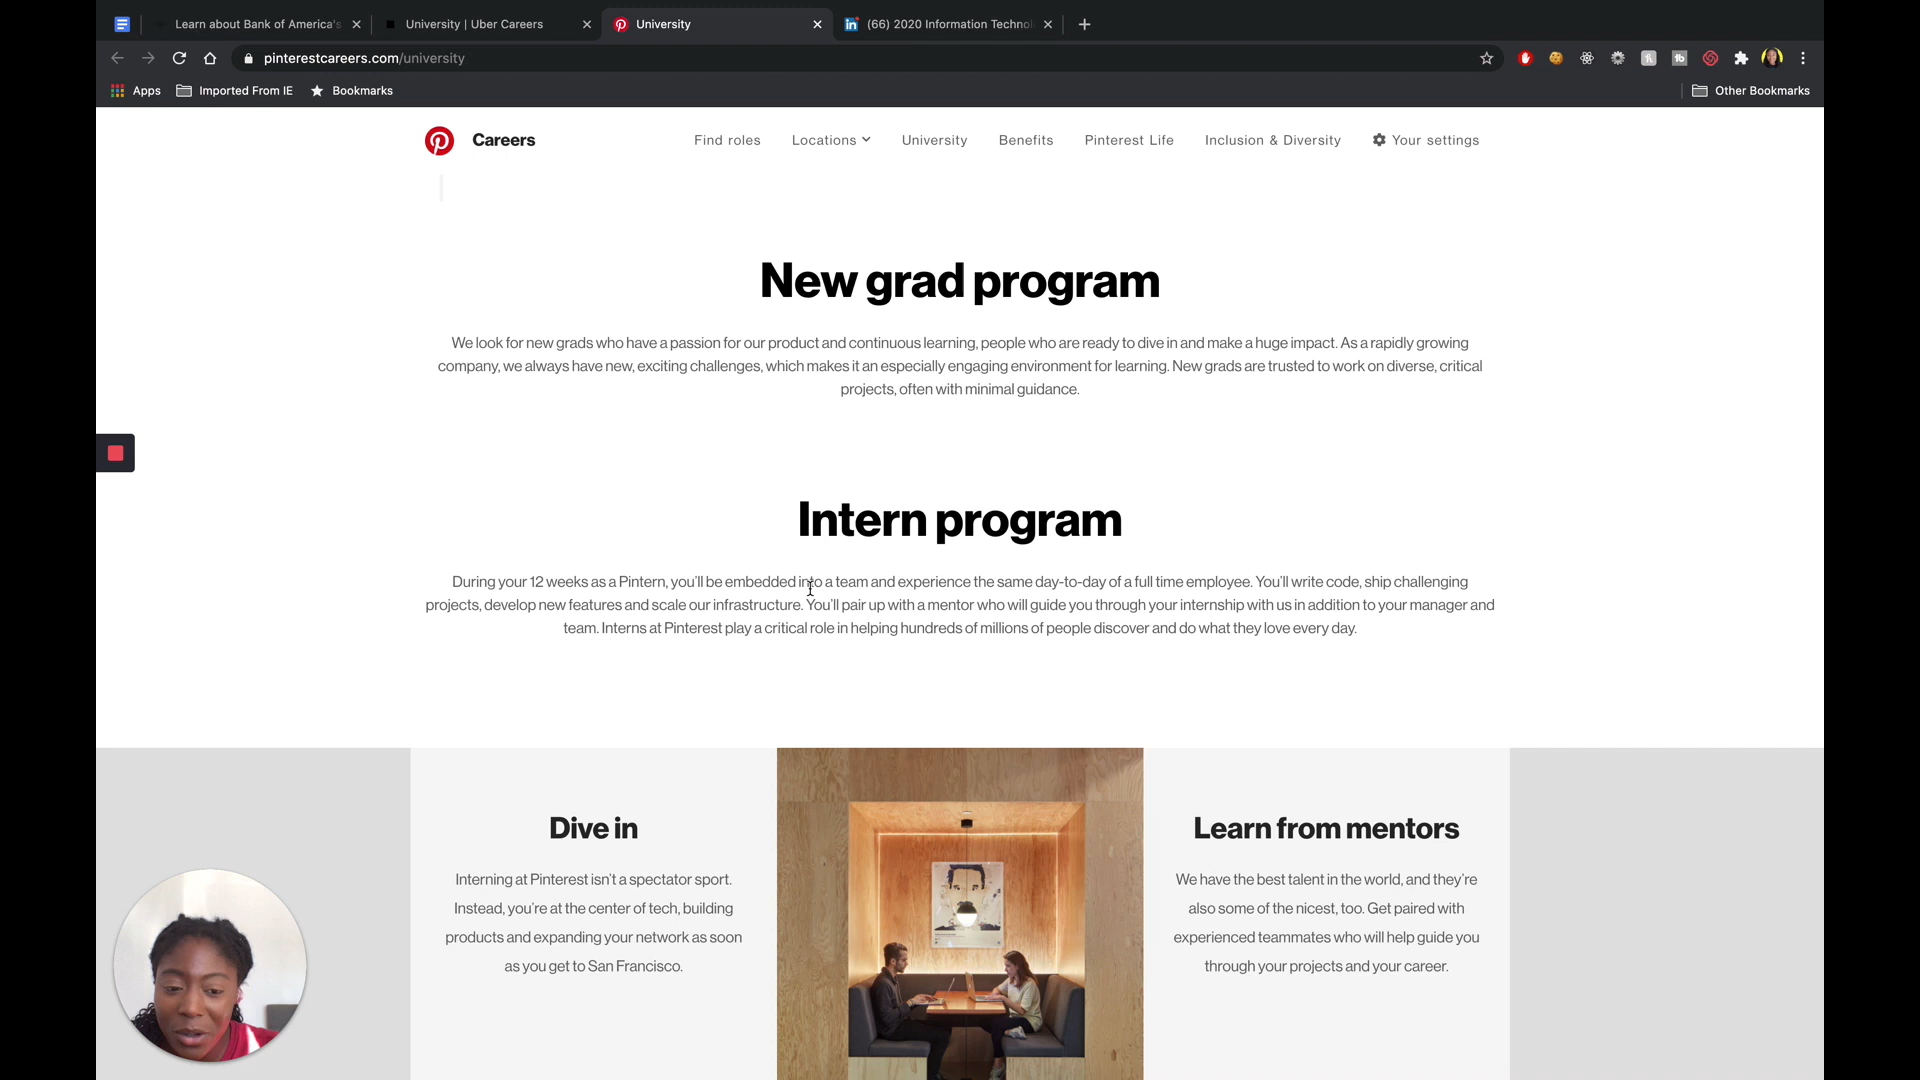 Learn about Bank of America's
University | Uber Careers
University
(66) 2020 Information Techno
pinterestcareers.com/university
Apps
Imported From IE
Bookmarks
Other Bookmarks
Careers
Find roles
Locations
University
Benefits
Pinterest Life
Inclusion & Diversity
Your settings
New grad program
We look for new grads who have a passion for our product and continuous learning, people who are ready to dive in and make a huge impact. As a rapidly growing
company, we always have new, exciting challenges, which makes it an especially engaging environment for learning. New grads are trusted to work on diverse, critical
projects, often with minimal guidance.
Intern program
During your 12 weeks as a Pintern, you'll be embedded into a team and experience the same day-to-day of a full time employee. You'll write code, ship challenging
projects, develop new features and scale our infrastructure. You'll pair up with a mentor who will guide you through your internship with us in addition to your manager and
team. Interns at Pinterest play a critical role in helping hundreds of millions of people discover and do what they love every day.
Dive in
Interning at Pinterest isn't a spectator sport.
Instead, you're at the center of tech, building
products and expanding your network as soon
as you get to San Francisco.
Learn from mentors
We have the best talent in the world, and they're
also some of the nicest, too. Get paired with
experienced teammates who will help guide you
through your projects and your career.